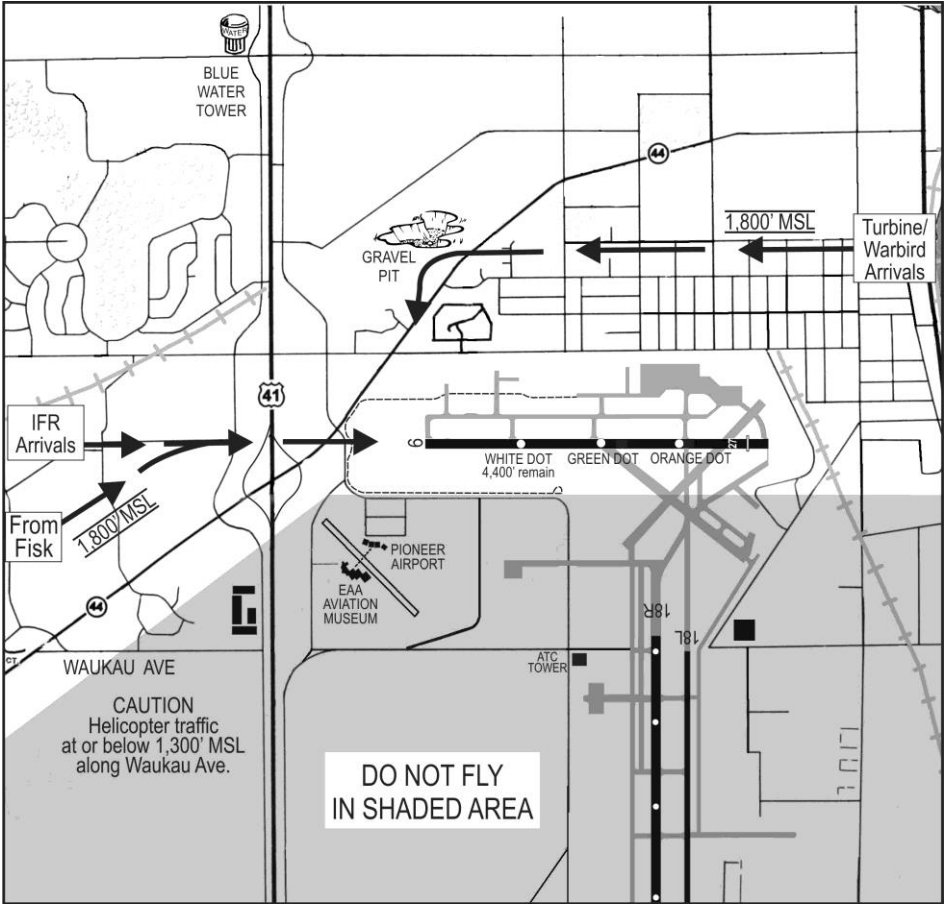 WATER
BLUE
WATER
TOWER
44
1,800' MSL
Turbine/
Warbird
Arrivals
GRAVEL
PIT
41
IFR
Arrivals
9
27
WHITE DOT
4,400' remain
GREEN DOT
ORANGE DOT
From
Fisk
1,800' MSL
PIONEER
AIRPORT
EAA
AVIATION
MUSEUM
44
18R
18L
CT.
WAUKAU AVE
ATC
TOWER
CAUTION
Helicopter traffic
at or below 1,300' MSL
along Waukau Ave.
DO NOT FLY
IN SHADED AREA